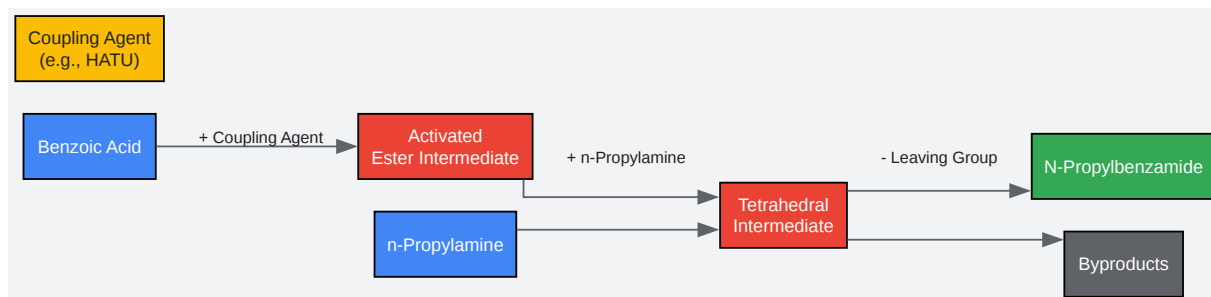 Coupling Agent
(e.g., HATU)
Benzoic Acid
+ Coupling Agent
Activated
Ester Intermediate
+ n-Propylamine
n-Propylamine
Tetrahedral
Intermediate
- Leaving Group
N-Propylbenzamide
Byproducts